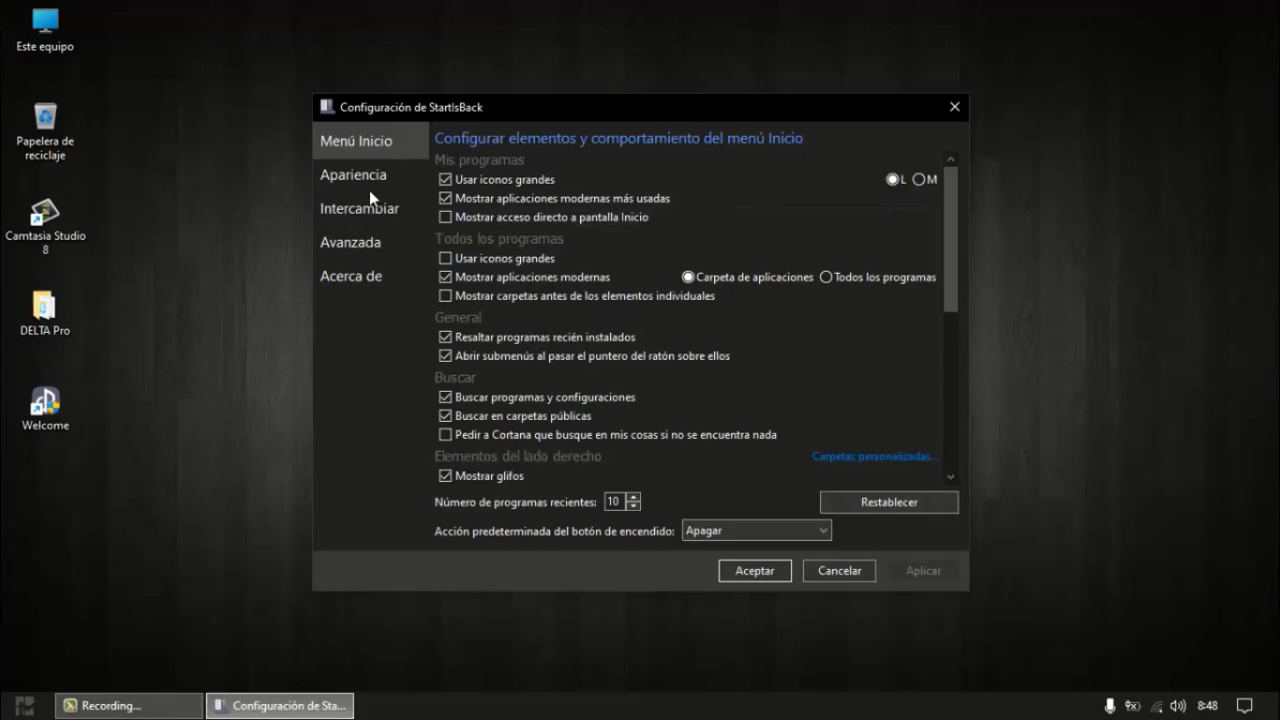 Este equipo
Papelera de
reciclaje
Camtasia Studio
8
DELTA Pro
Welcome
Configuración de StartIsBack
Menú Inicio
Apariencia
Intercambiar
Avanzada
Acerca de
Configurar elementos y comportamiento del menú Inicio
Mis programas
Usar iconos grandes L M
Mostrar aplicaciones modernas más usadas
Mostrar acceso directo a pantalla Inicio
Todos los programas
Usar iconos grandes
Mostrar aplicaciones modernas Carpeta de aplicaciones Todos los programas
Mostrar carpetas antes de los elementos individuales
General
Resaltar programas recién instalados
Abrir submenús al pasar el puntero del ratón sobre ellos
Buscar
Buscar programas y configuraciones
Buscar en carpetas públicas
Pedir a Cortana que busque en mis cosas si no se encuentra nada
Elementos del lado derecho Carpetas personalizadas...
Mostrar glifos
Número de programas recientes: 10 Restablecer
Acción predeterminada del botón de encendido: Apagar
Aceptar Cancelar Aplicar
Recording... Configuración de Sta... 8:48